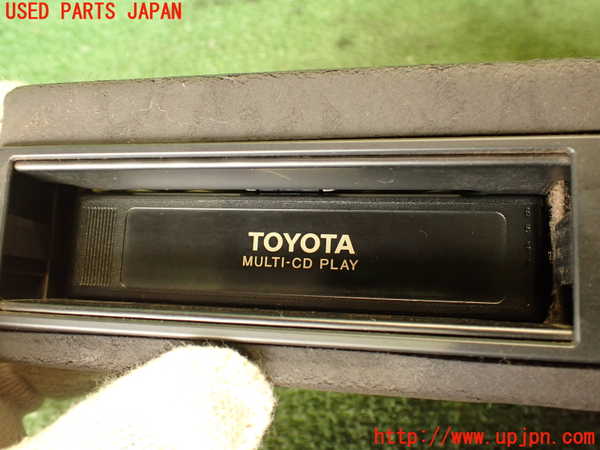 USED PARTS JAPAN
TOYOTA
MULTI-CD PLAY
http://www.upjpn.com/